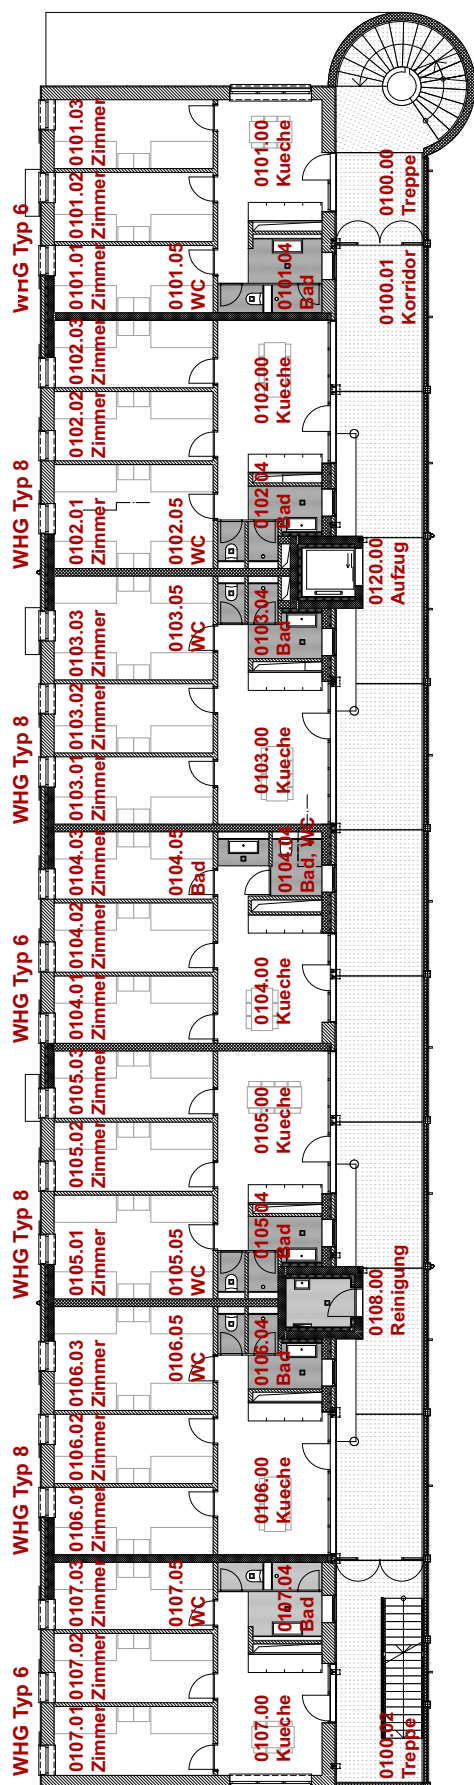 WHG Typ 6
WHG Typ 8
WHG Typ 8
WHG Typ 6
WHG Typ 8
WHG Typ 8
WHG Typ 6
0107.01
Zimmer
0107.02
Zimmer
0107.03
Zimmer
0106.01
Zimmer
0106.02
Zimmer
0106.03
Zimmer
0105.01
Zimmer
0105.02
Zimmer
0105.03
Zimmer
0104.01
Zimmer
0104.02
Zimmer
0104.03
Zimmer
0103.01
Zimmer
0103.02
Zimmer
0103.03
Zimmer
0102.01
Zimmer
0102.02
Zimmer
0102.03
Zimmer
0101.01
Zimmer
0101.02
Zimmer
0101.03
Zimmer
0107.05
WC
0106.05
WC
0105.05
WC
0104.05
Bad
0103.05
WC
0102.05
WC
0101.05
WC
0107.00
Kueche
0107.04
Bad
0106.00
Kueche
0106.04
Bad
0105.04
Bad
0105.00
Kueche
0104.00
Kueche
0104.04
Bad, WC
0103.00
Kueche
0103.04
Bad
0102.04
Bad
0102.00
Kueche
0101.04
Bad
0101.00
Kueche
0100.02
Treppe
0108.00
Reinigung
0120.00
Aufzug
0100.01
Korridor
0100.00
Treppe